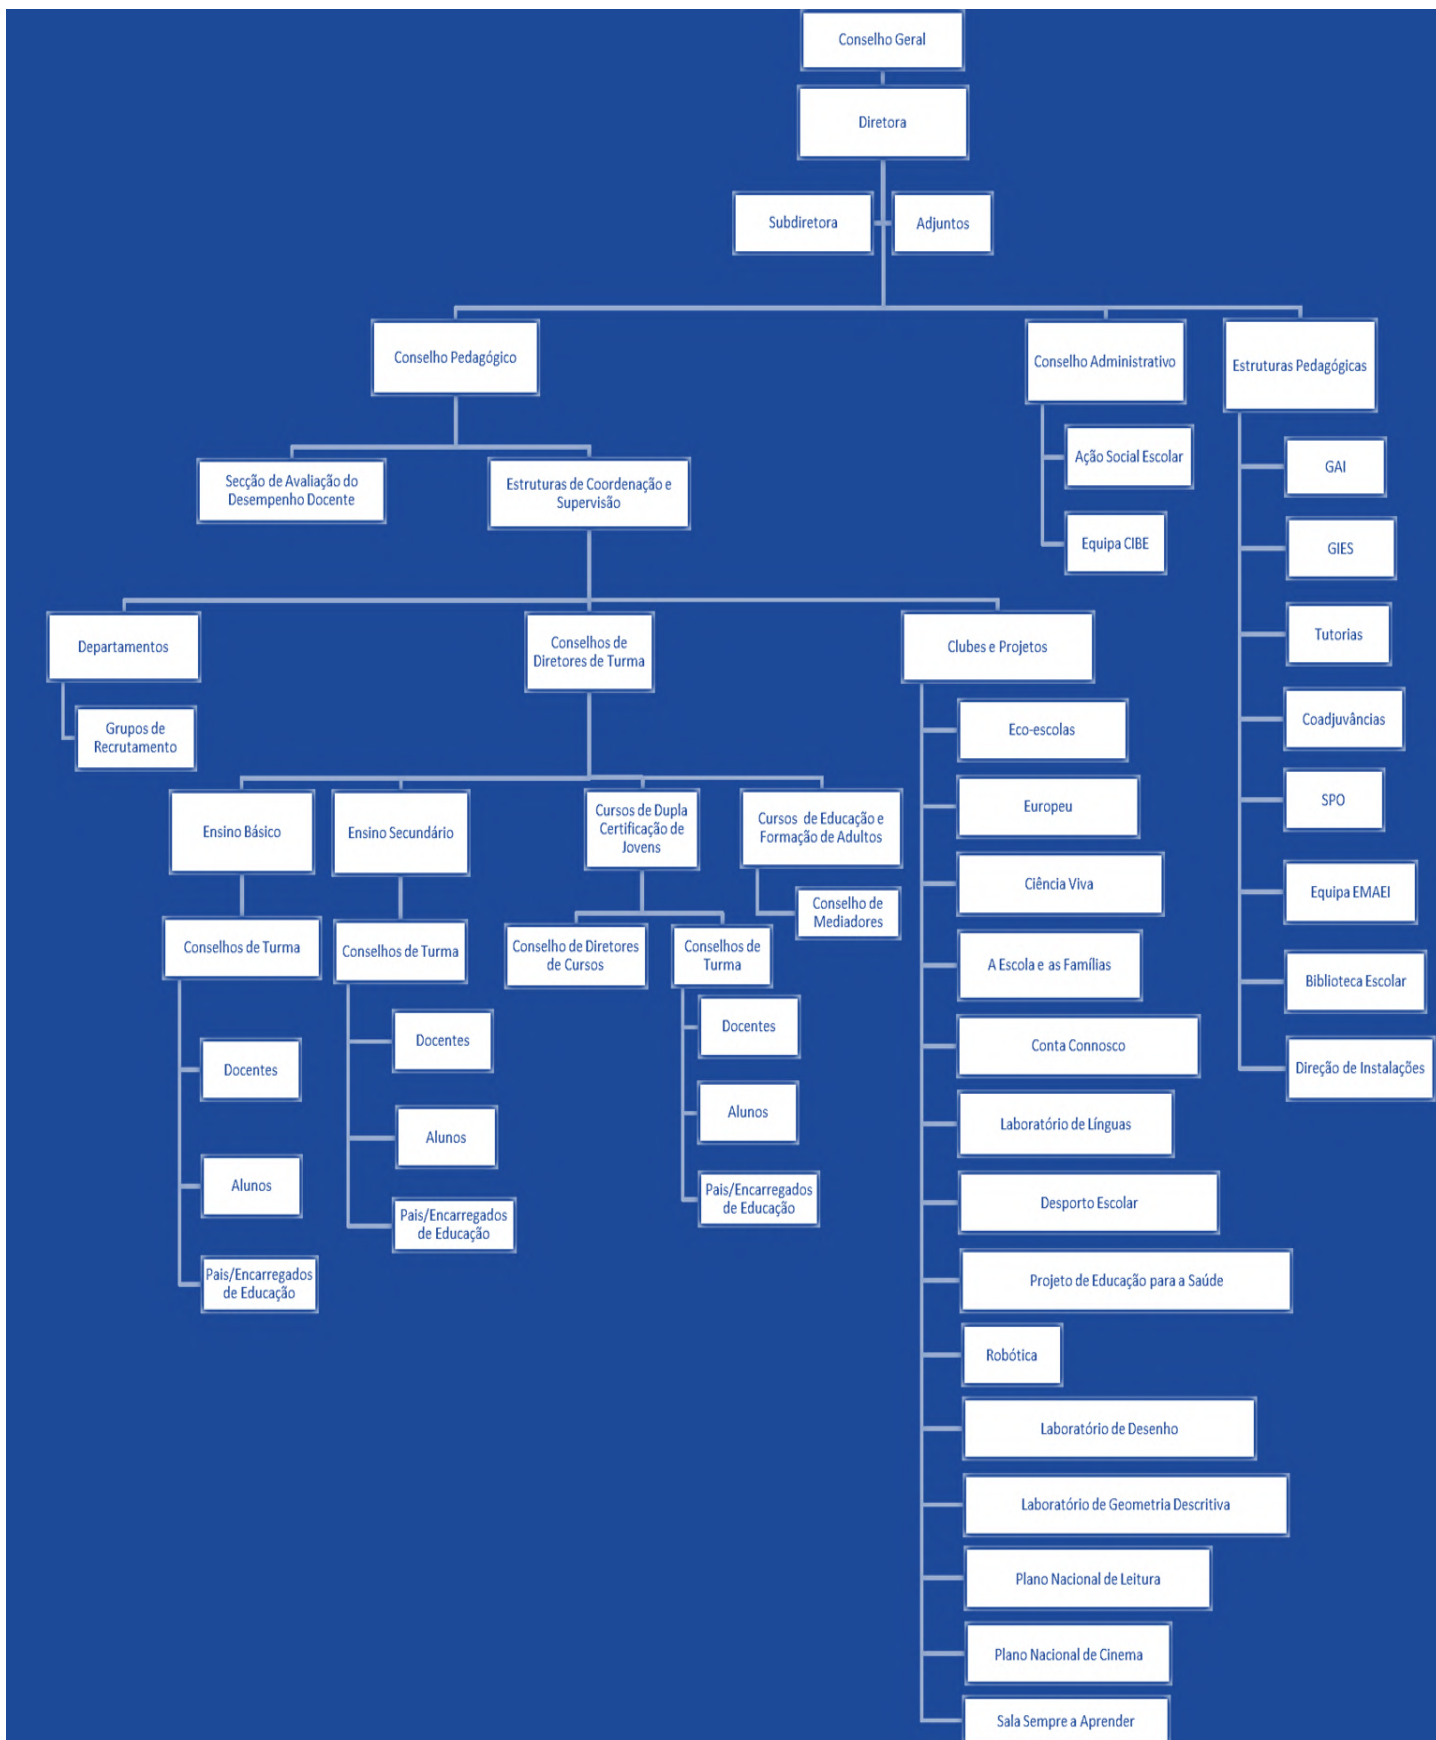 Conselho Geral
Diretora
Subdiretora
Adjuntos
Conselho Pedagógico
Conselho Administrativo
Estruturas Pedagógicas
Secção de Avaliação do
Desempenho Docente
Estruturas de Coordenação e
Supervisão
Ação Social Escolar
Equipa CIBE
GAI
GIES
Tutorias
Coadjuvâncias
SPO
Equipa EMAEI
Biblioteca Escolar
Direção de Instalações
Departamentos
Grupos de
Recrutamento
Conselhos de
Diretores de Turma
Clubes e Projetos
Ensino Básico
Conselhos de Turma
Docentes
Alunos
Pais/Encarregados
de Educação
Ensino Secundário
Conselhos de Turma
Docentes
Alunos
Pais/Encarregados
de Educação
Cursos de Dupla
Certificação de
Jovens
Conselho de Diretores
de Cursos
Conselhos de
Turma
Docentes
Alunos
Pais/Encarregados
de Educação
Cursos de Educação e
Formação de Adultos
Conselho de
Mediadores
Eco-escolas
Europeu
Ciência Viva
A Escola e as Famílias
Conta Connosco
Laboratório de Línguas
Desporto Escolar
Projeto de Educação para a Saúde
Robótica
Laboratório de Desenho
Laboratório de Geometria Descritiva
Plano Nacional de Leitura
Plano Nacional de Cinema
Sala Sempre a Aprender